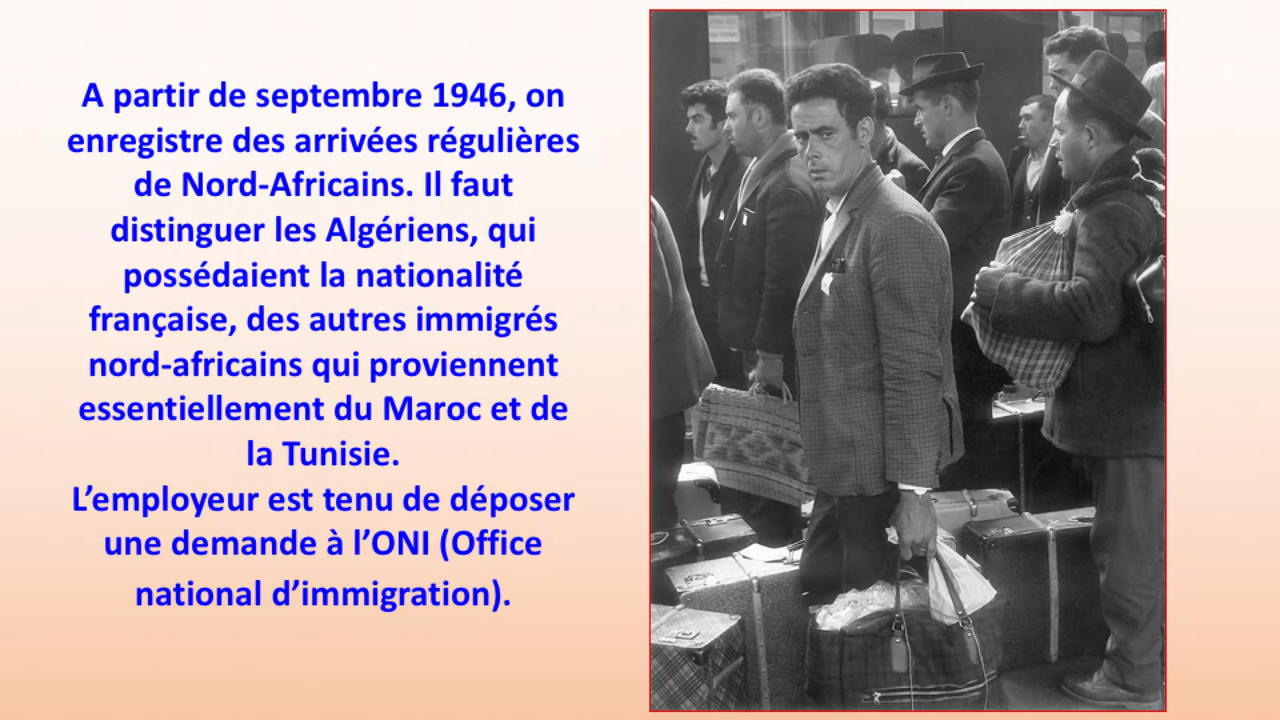 A partir de septembre 1946, on
enregistre des arrivées régulières
de Nord-Africains. Il faut
distinguer les Algériens, qui
possédaient la nationalité
française, des autres immigrés
nord-africains qui proviennent
essentiellement du Maroc et de
la Tunisie.
L’employeur est tenu de déposer
une demande à l’ONI (Office
national d’immigration).